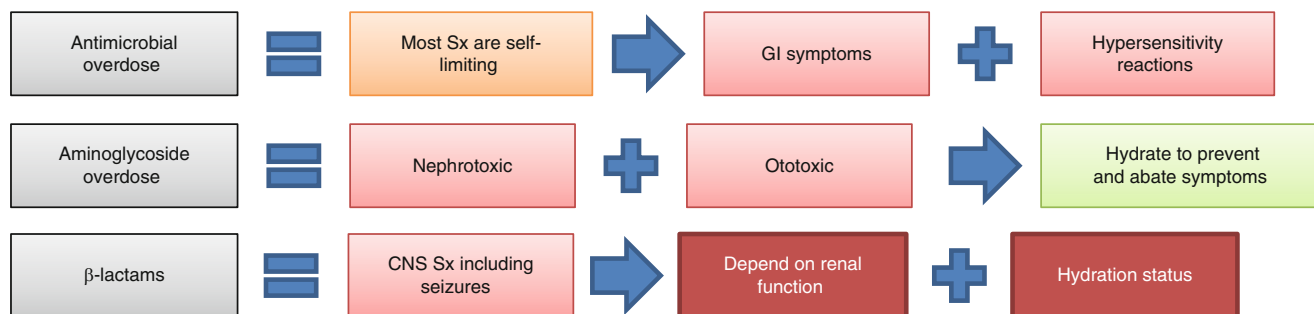 Antimicrobial
overdose
Most Sx are self-
limiting
GI symptoms
Hypersensitivity
reactions
Aminoglycoside
overdose
Nephrotoxic
Ototoxic
Hydrate to prevent
and abate symptoms
β-lactams
CNS Sx including
seizures
Depend on renal
function
Hydration status